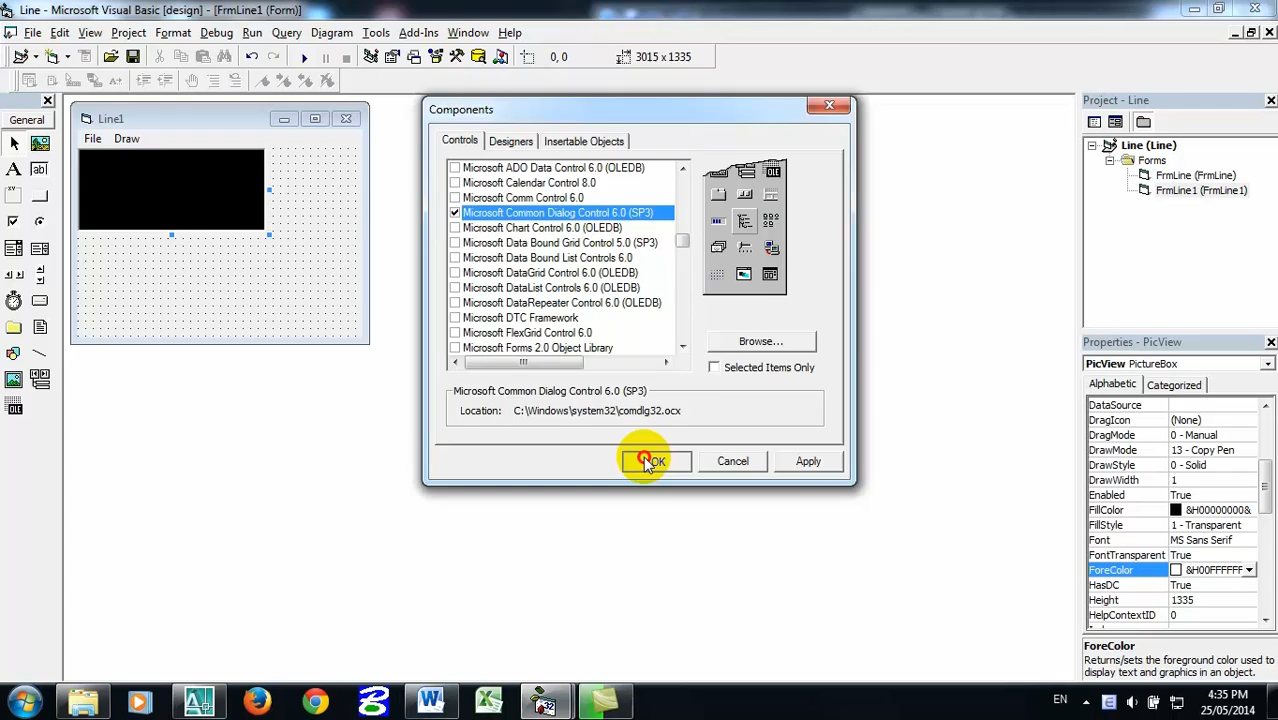 Line - Microsoft Visual Basic [design] - [FrmLine1 (Form)]
File Edit View Project Format Debug Run Query Diagram Tools Add-Ins Window Help
0, 0 3015 x 1335
General
Line1
File Draw
Components
Controls Designers Insertable Objects
Microsoft ADO Data Control 6.0 (OLEDB)
Microsoft Calendar Control 8.0
Microsoft Comm Control 6.0
Microsoft Common Dialog Control 6.0 (SP3)
Microsoft Chart Control 6.0 (OLEDB)
Microsoft Data Bound Grid Control 5.0 (SP3)
Microsoft Data Bound List Controls 6.0
Microsoft DataGrid Control 6.0 (OLEDB)
Microsoft DataList Controls 6.0 (OLEDB)
Microsoft DataRepeater Control 6.0 (OLEDB)
Microsoft DTC Framework
Microsoft FlexGrid Control 6.0
Microsoft Forms 2.0 Object Library
Browse...
Selected Items Only
Microsoft Common Dialog Control 6.0 (SP3)
Location: C:\Windows\system32\comdlg32.ocx
OK Cancel Apply
Project - Line
Line (Line)
Forms
FrmLine (FrmLine)
FrmLine1 (FrmLine1)
Properties - PicView
PicView PictureBox
Alphabetic Categorized
DataSource
DragIcon (None)
DragMode 0 - Manual
DrawMode 13 - Copy Pen
DrawStyle 0 - Solid
DrawWidth 1
Enabled True
FillColor &H00000000&
FillStyle 1 - Transparent
Font MS Sans Serif
FontTransparent True
ForeColor &H00FFFFFF
HasDC True
Height 1335
HelpContextID 0
ForeColor
Returns/sets the foreground color used to
display text and graphics in an object.
EN
4:35 PM
25/05/2014